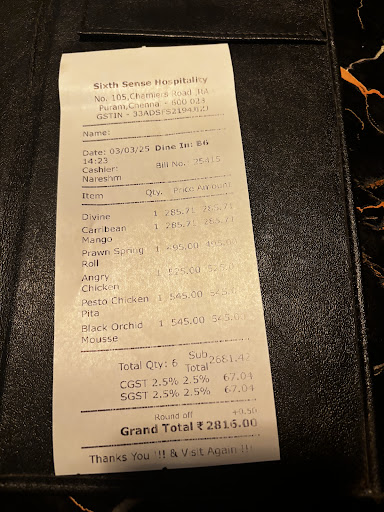 Sixth Sense Hospitality
No. 105, Chamiers Road, 
Puram, Chennai - 600 028
GSTIN - 
Name:
Date: 03/03/25 Dine In: B6
14:23
Cashier: Bill No.: 25415
Nareshm
Item Qty. Price Amount
Divine 1 285.71 285.71
Carribean 1 285.71 285.71
Mango
Prawn Spring 1 495.00 495.00
Roll
Angry 1 525.00 525.00
Chicken
Pesto Chicken 1 545.00 545.00
Pita
Black Orchid 1 545.00 545.00
Mousse
Total Qty: 6 Sub 2681.42
Total
CGST 2.5% 2.5% 67.04
SGST 2.5% 2.5% 67.04
Round off +0.50
Grand Total ₹ 2816.00
Thanks You !!! & Visit Again !!!